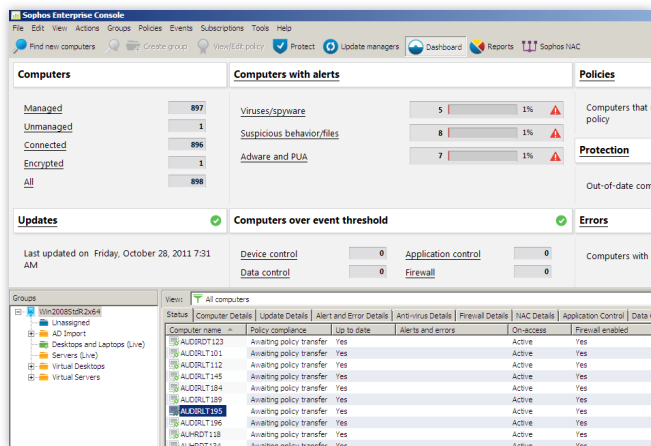 Sophos Enterprise Console
File Edit View Actions Groups Policies Events Subscriptions Tools Help
Find new computers Create group View/Edit policy Protect Update managers Dashboard Reports Sophos NAC
Computers Computers with alerts Policies
Managed 897
Unmanaged 1
Connected 896
Encrypted 1
All 898
Viruses/spyware 5 1%
Suspicious behavior/files 8 1%
Adware and PUA 7 1%
Computers that
policy
Protection
Out-of-date com
Updates Computers over event threshold Errors
Last updated on Friday, October 28, 2011 7:31
AM
Device control 0 Application control 0
Data control 0 Firewall 0
Computers with
Groups
Win2008StdR2x64
Unassigned
AD Import
Desktops and Laptops (Live)
Servers (Live)
Virtual Desktops
Virtual Servers
View: All computers
Status Computer Details Update Details Alert and Error Details Anti-virus Details Firewall Details NAC Details Application Control Data
Computer name Policy compliance Up to date Alerts and errors On-access Firewall enabled
AUDIRDT123 Awaiting policy transfer Yes Active Yes
AUDIRLT101 Awaiting policy transfer Yes Active Yes
AUDIRLT112 Awaiting policy transfer Yes Active Yes
AUDIRLT145 Awaiting policy transfer Yes Active Yes
AUDIRLT184 Awaiting policy transfer Yes Active Yes
AUDIRLT189 Awaiting policy transfer Yes Active Yes
AUDIRLT195 Awaiting policy transfer Yes Active Yes
AUDIRLT196 Awaiting policy transfer Yes Active Yes
AUHRDT118 Awaiting policy transfer Yes Active Yes
Awaiting policy transfer Yes Active Yes